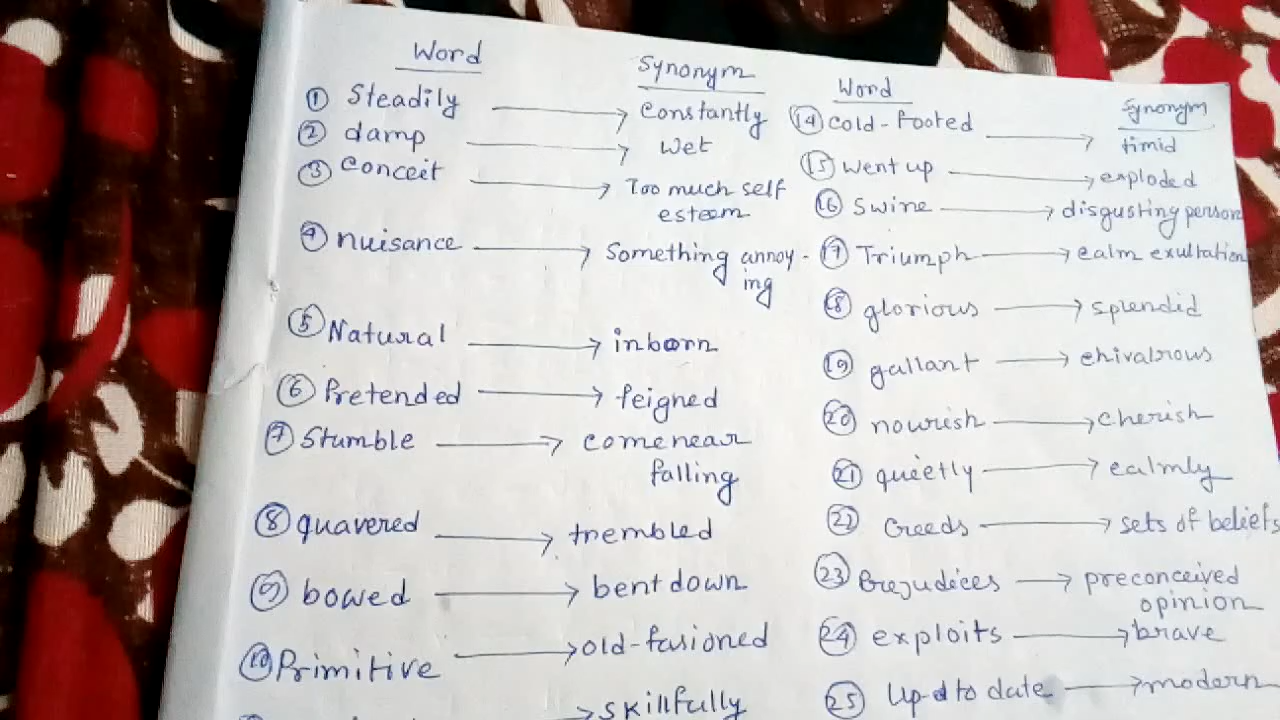 Word Synonym
① Steadily → constantly
② damp → wet
③ conceit → Too much self
esteem
④ nuisance → Something annoy-
ing
⑤ Natural → inborn
⑥ Pretended → feigned
⑦ Stumble → come near
falling
⑧ quavered → trembled
⑨ bowed → bent down
⑩ Primitive → old-fasioned
→ skillfully
Word Synonym
⑭ cold-footed → timid
⑮ went up → exploded
⑯ Swine → disgusting person
⑰ Triumph → calm exultation
⑱ glorious → splendid
⑲ gallant → chivalrous
⑳ nourish → cherish
㉑ quietly → calmly
㉒ Creeds → sets of beliefs
㉓ Prejudices → preconceived
opinion
㉔ exploits → brave
㉕ Up to date → modern